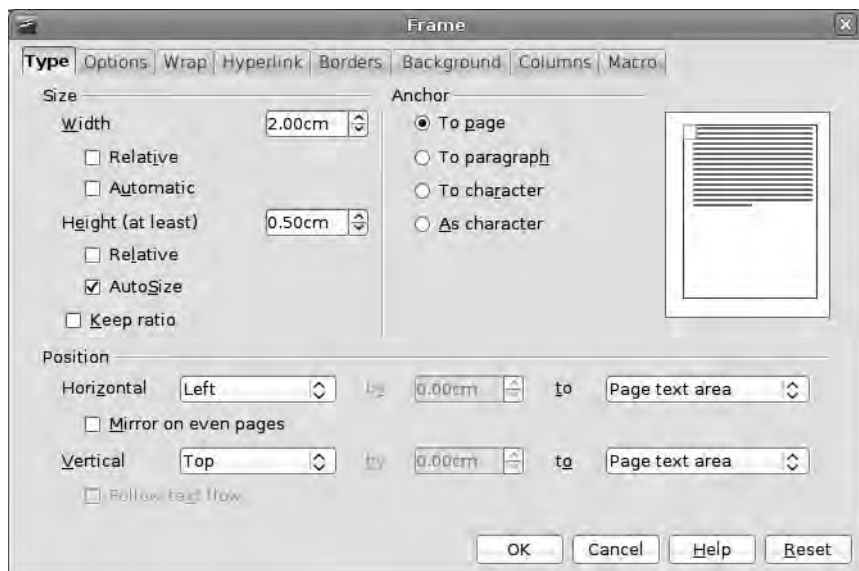 Frame
Type Options Wrap Hyperlink Borders Background Columns Macro
Size
Width 2.00cm
Relative
Automatic
Height (at least) 0.50cm
Relative
AutoSize
Keep ratio
Anchor
To page
To paragraph
To character
As character
Position
Horizontal Left by 0.00cm to Page text area
Mirror on even pages
Vertical Top by 0.00cm to Page text area
Follow text flow
OK Cancel Help Reset